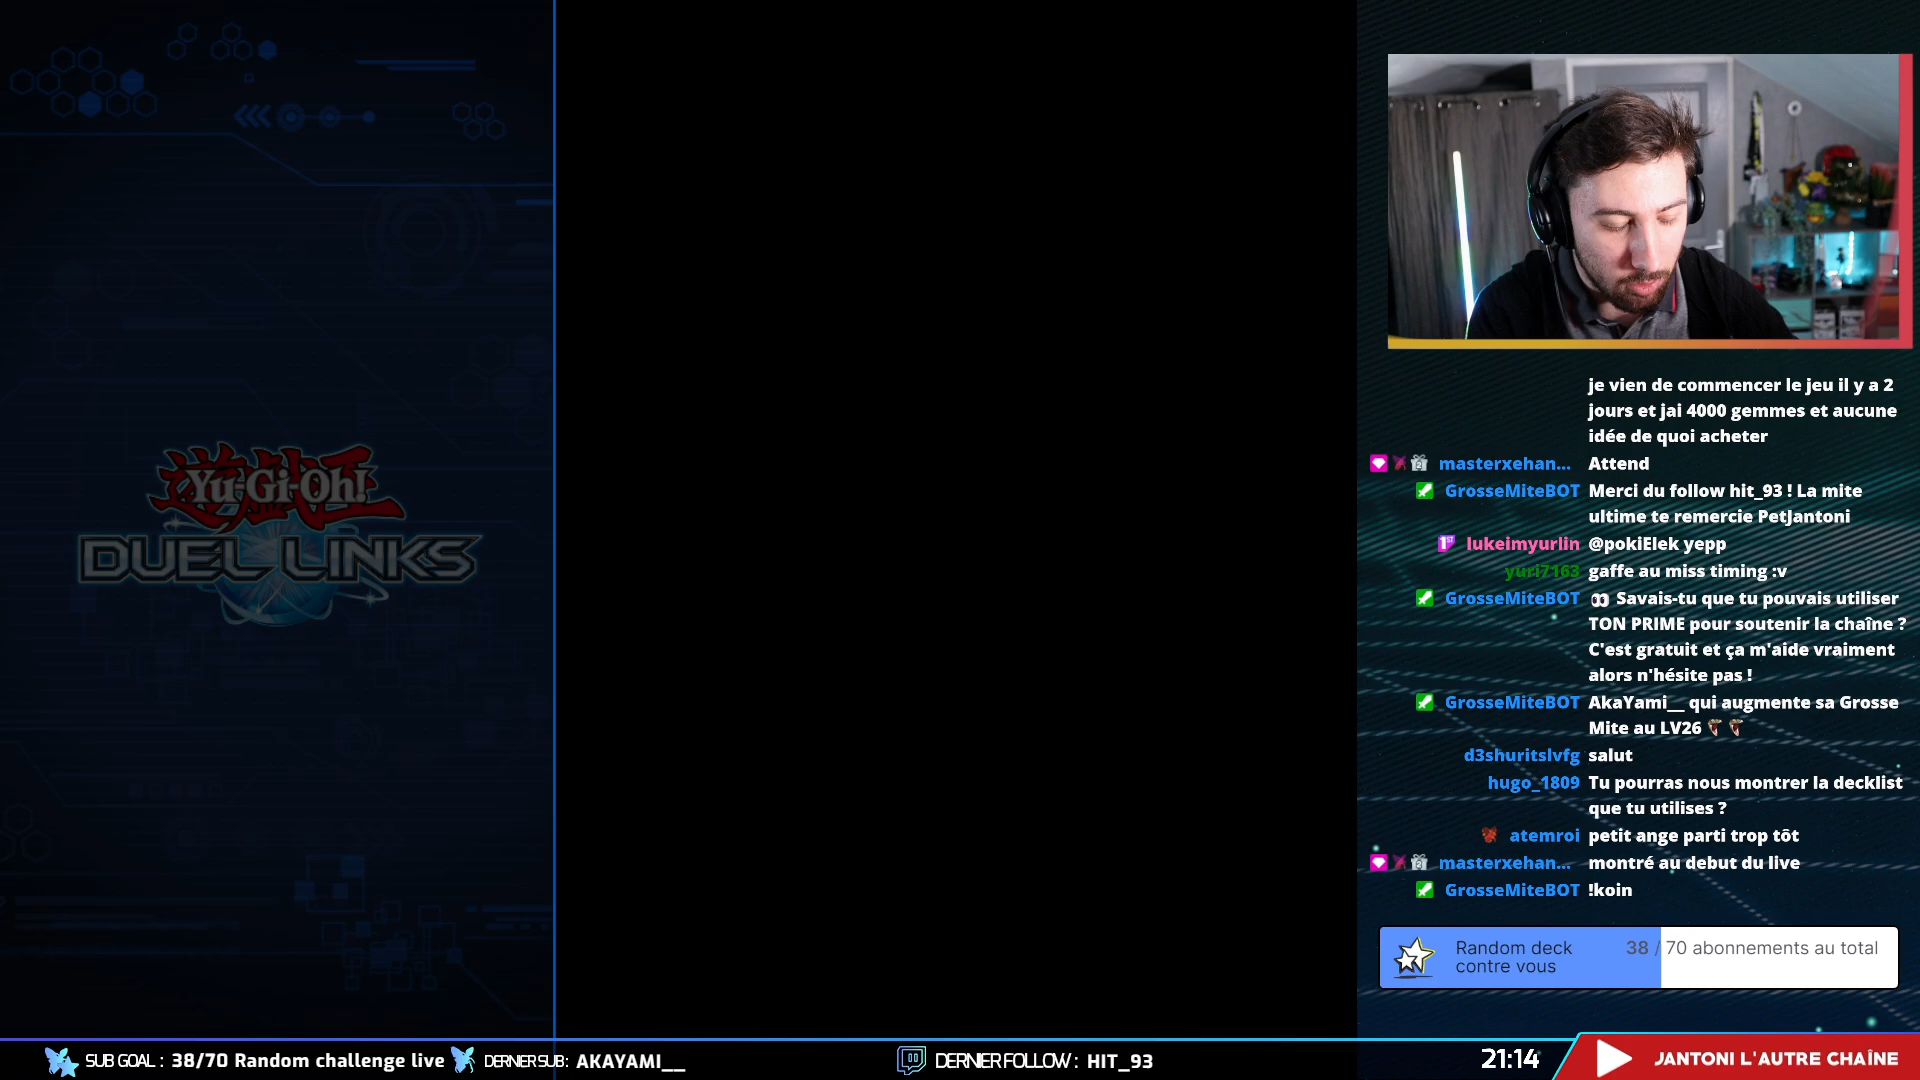 遊戯王
Yu-Gi-Oh!
DUEL LINKS
je vien de commencer le jeu il y a 2
jours et jai 4000 gemmes et aucune
idée de quoi acheter
masterxehan... Attend
GrosseMiteBOT Merci du follow hit_93 ! La mite
ultime te remercie PetJantoni
1ST lukeimyurlin @pokiElek yepp
yuri7163 gaffe au miss timing :v
GrosseMiteBOT 👀 Savais-tu que tu pouvais utiliser
TON PRIME pour soutenir la chaîne ?
C'est gratuit et ça m'aide vraiment
alors n'hésite pas !
GrosseMiteBOT AkaYami__ qui augmente sa Grosse
Mite au LV26
d3shuritslvfg salut
hugo_1809 Tu pourras nous montrer la decklist
que tu utilises ?
atemroi petit ange parti trop tôt
masterxehan... montré au debut du live
GrosseMiteBOT !koin
Random deck 38 / 70 abonnements au total
contre vous
SUB GOAL : 38/70 Random challenge live DERNIER SUB : AKAYAMI__ DERNIER FOLLOW : HIT_93 21:14 JANTONI L'AUTRE CHAÎNE